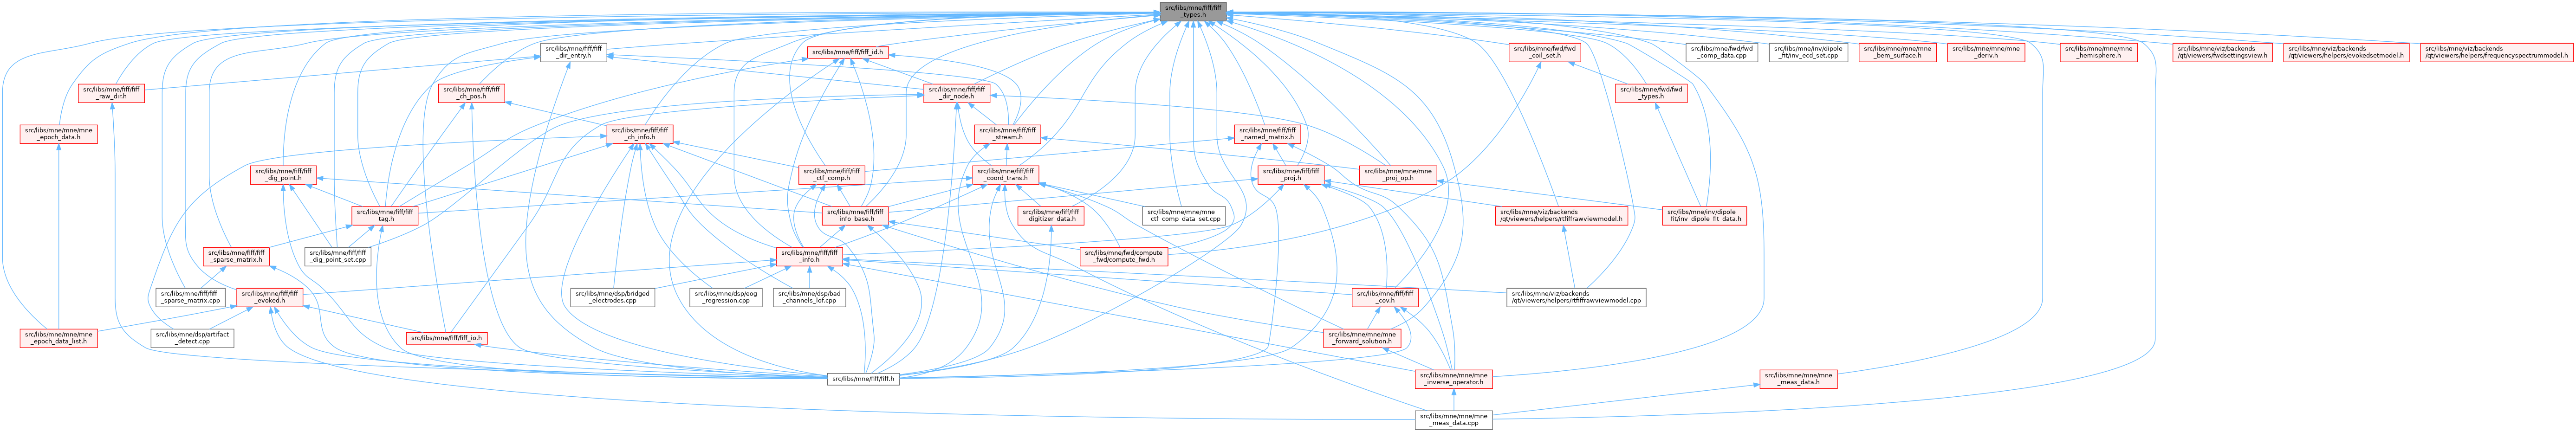 src/libs/mne/fiff/fiff
_types.h
src/libs/mne/fiff/fiff
_dir_entry.h
src/libs/mne/fiff/fiff_id.h
src/libs/mne/fwd/fwd
_coil_set.h
src/libs/mne/fwd/fwd
_comp_data.cpp
src/libs/mne/inv/dipole
_fit/inv_ecd_set.cpp
src/libs/mne/mne/mne
_bem_surface.h
src/libs/mne/mne/mne
_deriv.h
src/libs/mne/mne/mne
_hemisphere.h
src/libs/mne/viz/backends
/qt/viewers/fwdsettingsview.h
src/libs/mne/viz/backends
/qt/viewers/helpers/evokedsetmodel.h
src/libs/mne/viz/backends
/qt/viewers/helpers/frequencyspectrummodel.h
src/libs/mne/fiff/fiff
_raw_dir.h
src/libs/mne/fiff/fiff
_ch_pos.h
src/libs/mne/fiff/fiff
_dir_node.h
src/libs/mne/fwd/fwd
_types.h
src/libs/mne/mne/mne
_epoch_data.h
src/libs/mne/fiff/fiff
_ch_info.h
src/libs/mne/fiff/fiff
_stream.h
src/libs/mne/fiff/fiff
_named_matrix.h
src/libs/mne/fiff/fiff
_dig_point.h
src/libs/mne/fiff/fiff
_ctf_comp.h
src/libs/mne/fiff/fiff
_coord_trans.h
src/libs/mne/fiff/fiff
_proj.h
src/libs/mne/mne/mne
_proj_op.h
src/libs/mne/fiff/fiff
_tag.h
src/libs/mne/fiff/fiff
_info_base.h
src/libs/mne/fiff/fiff
_digitizer_data.h
src/libs/mne/mne/mne
_ctf_comp_data_set.cpp
src/libs/mne/viz/backends
/qt/viewers/helpers/rtfiffrawviewmodel.h
src/libs/mne/inv/dipole
_fit/inv_dipole_fit_data.h
src/libs/mne/fiff/fiff
_sparse_matrix.h
src/libs/mne/fiff/fiff
_dig_point_set.cpp
src/libs/mne/fiff/fiff
_info.h
src/libs/mne/fwd/compute
_fwd/compute_fwd.h
src/libs/mne/fiff/fiff
_sparse_matrix.cpp
src/libs/mne/fiff/fiff
_evoked.h
src/libs/mne/dsp/bridged
_electrodes.cpp
src/libs/mne/dsp/eog
_regression.cpp
src/libs/mne/dsp/bad
_channels_lof.cpp
src/libs/mne/fiff/fiff
_cov.h
src/libs/mne/viz/backends
/qt/viewers/helpers/rtfiffrawviewmodel.cpp
src/libs/mne/mne/mne
_epoch_data_list.h
src/libs/mne/dsp/artifact
_detect.cpp
src/libs/mne/fiff/fiff_io.h
src/libs/mne/mne/mne
_forward_solution.h
src/libs/mne/fiff/fiff.h
src/libs/mne/mne/mne
_inverse_operator.h
src/libs/mne/mne/mne
_meas_data.h
src/libs/mne/mne/mne
_meas_data.cpp